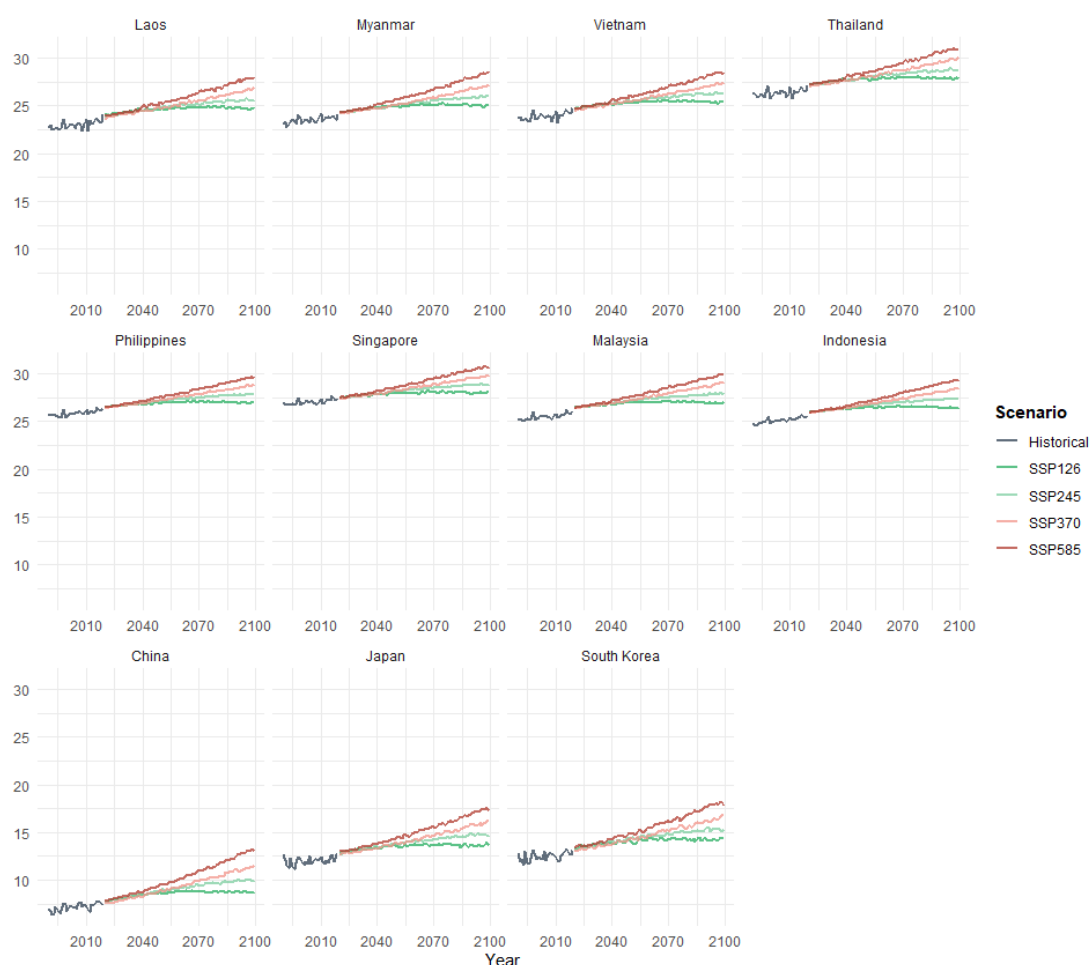 Laos Myanmar Vietnam Thailand
30
25
20
15
10
2010 2040 2070 2100 2010 2040 2070 2100 2010 2040 2070 2100 2010 2040 2070 2100
Philippines Singapore Malaysia Indonesia
30
25
20
15
10
2010 2040 2070 2100 2010 2040 2070 2100 2010 2040 2070 2100 2010 2040 2070 2100
Scenario
Historical
SSP126
SSP245
SSP370
SSP585
China Japan South Korea
30
25
20
15
10
2010 2040 2070 2100 2010 2040 2070 2100 2010 2040 2070 2100
Year